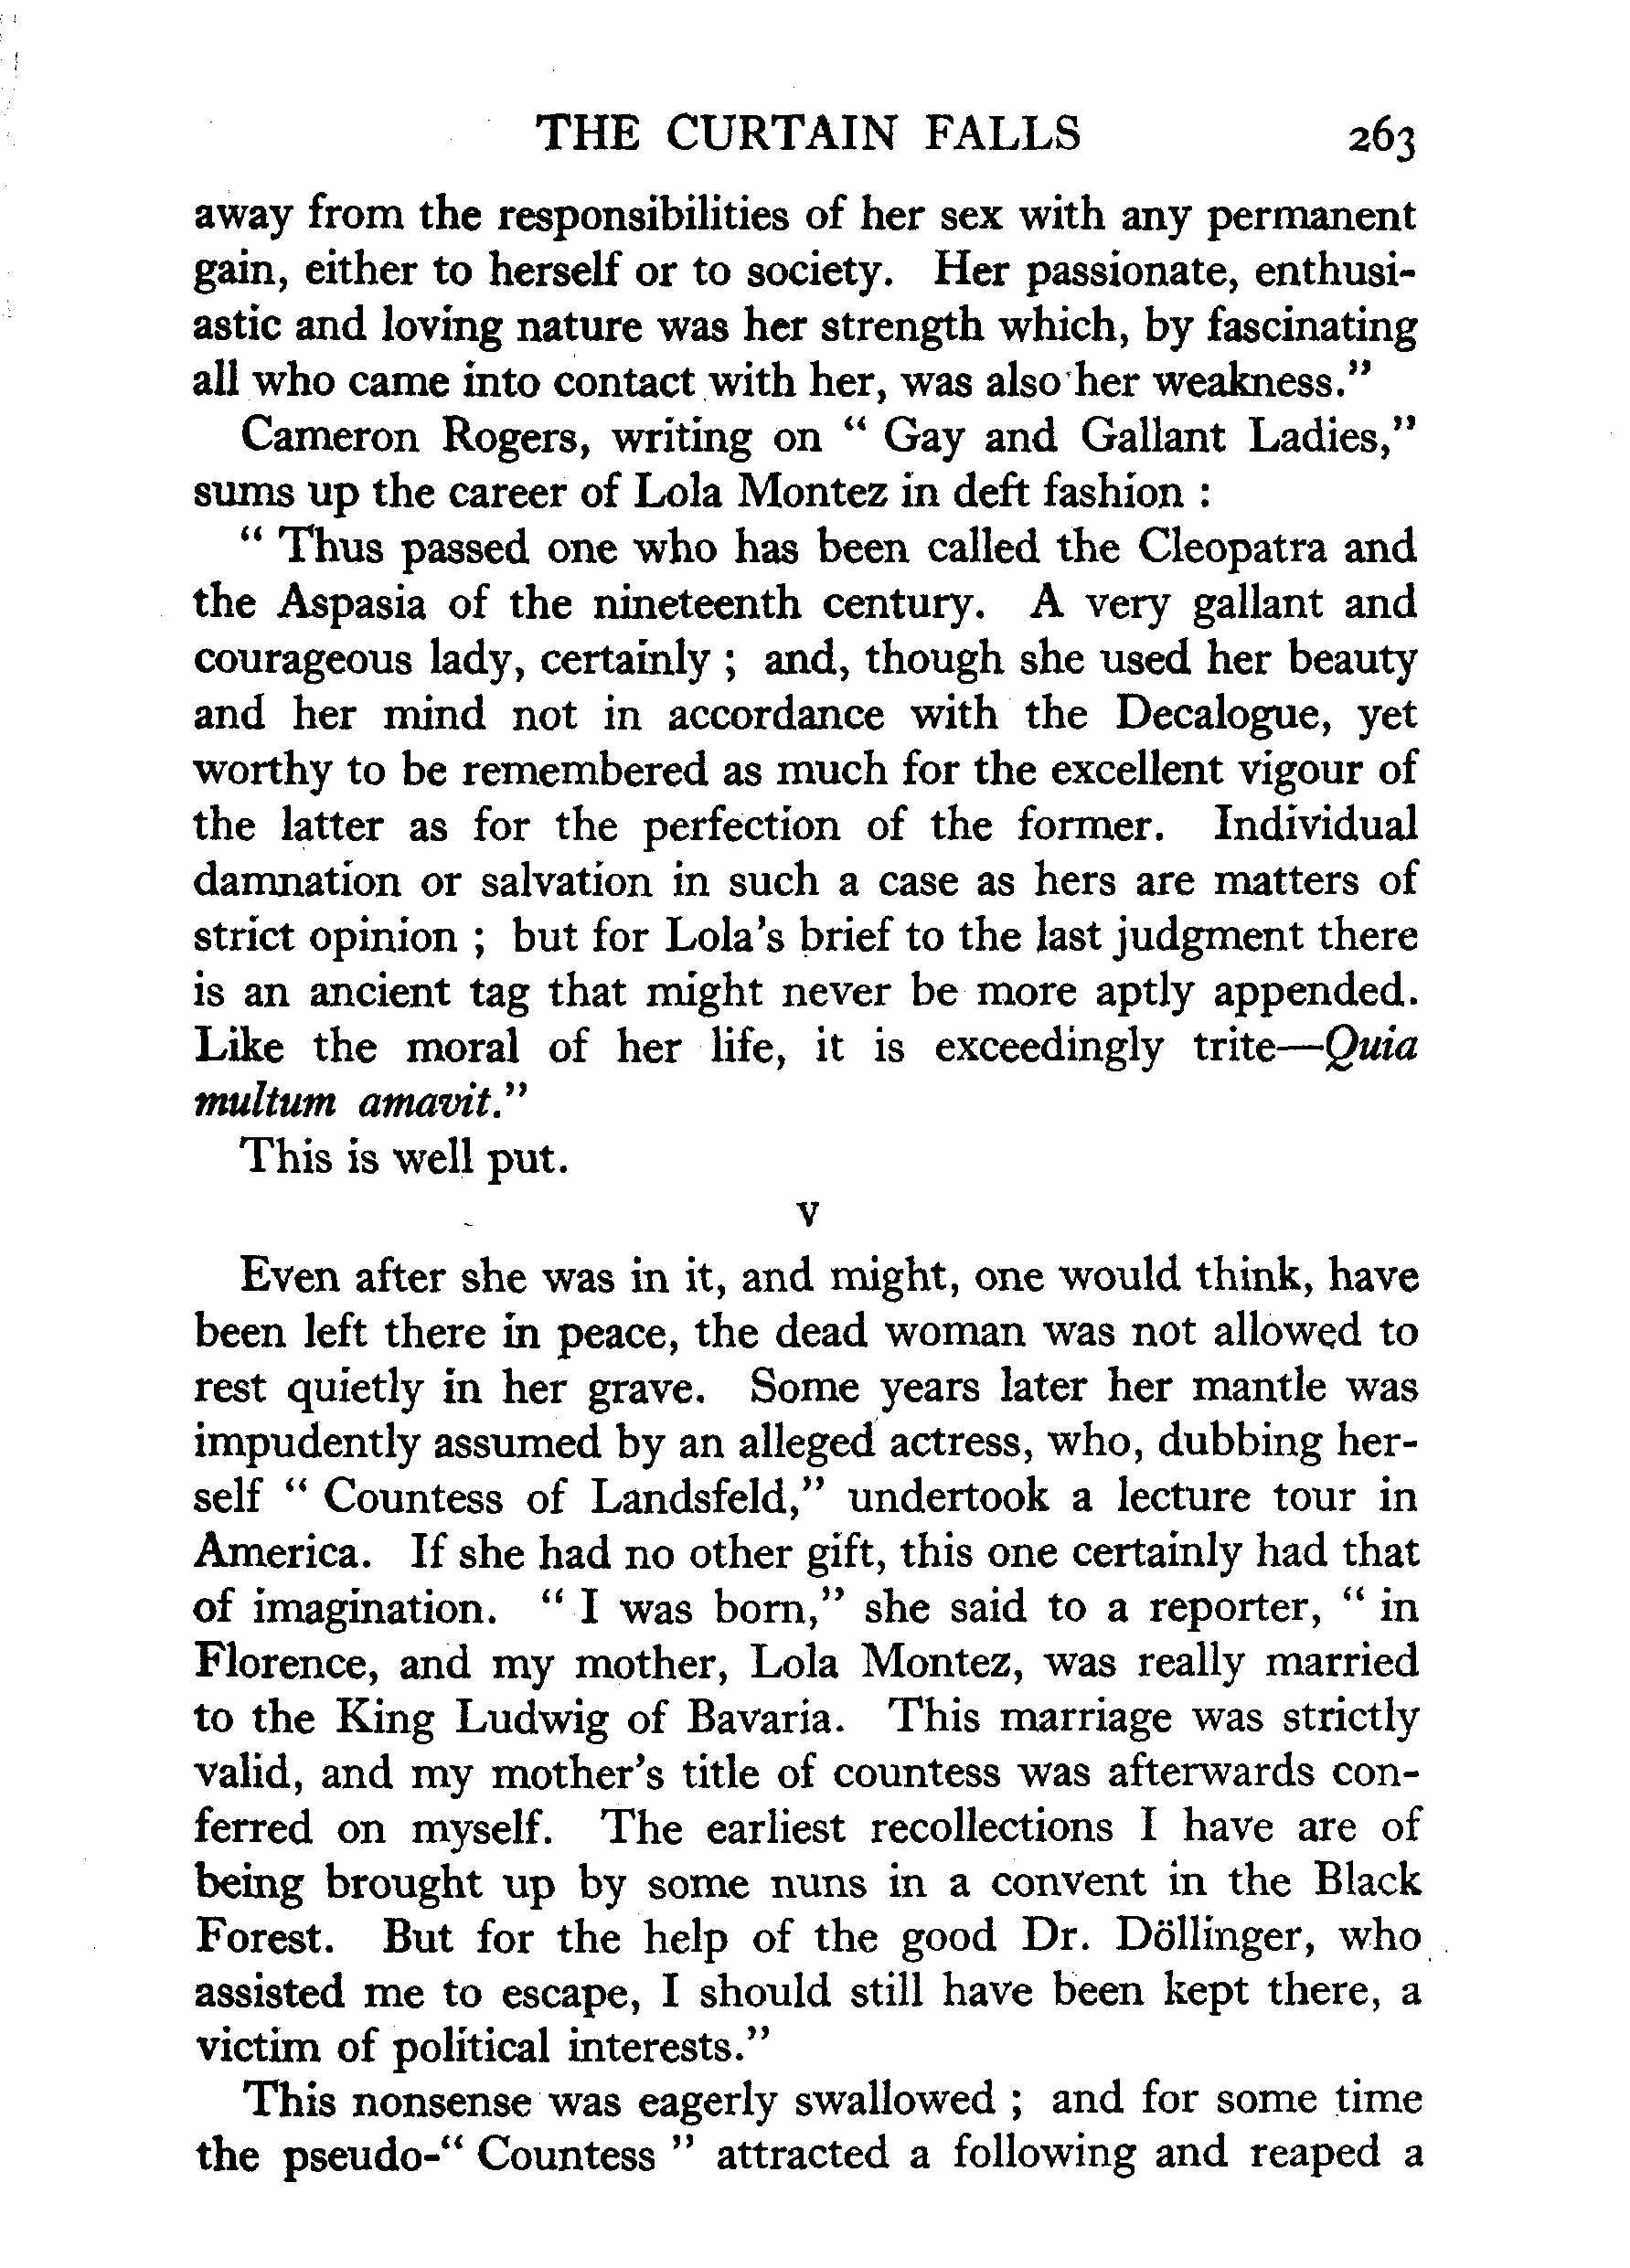 THE CURTAIN FALLS 263
away from the responsibilities of her sex with any permanent
gain, either to herself or to society. Her passionate, enthusi-
astic and loving nature was her strength which, by fascinating
all who came into contact with her, was also her weakness."
Cameron Rogers, writing on " Gay and Gallant Ladies,"
sums up the career of Lola Montez in deft fashion :
" Thus passed one who has been called the Cleopatra and
the Aspasia of the nineteenth century. A very gallant and
courageous lady, certainly ; and, though she used her beauty
and her mind not in accordance with the Decalogue, yet
worthy to be remembered as much for the excellent vigour of
the latter as for the perfection of the former. Individual
damnation or salvation in such a case as hers are matters of
strict opinion ; but for Lola's brief to the last judgment there
is an ancient tag that might never be more aptly appended.
Like the moral of her life, it is exceedingly trite—Quia
multum amavit."
This is well put.
V
Even after she was in it, and might, one would think, have
been left there in peace, the dead woman was not allowed to
rest quietly in her grave. Some years later her mantle was
impudently assumed by an alleged actress, who, dubbing her-
self " Countess of Landsfeld," undertook a lecture tour in
America. If she had no other gift, this one certainly had that
of imagination. " I was born," she said to a reporter, " in
Florence, and my mother, Lola Montez, was really married
to the King Ludwig of Bavaria. This marriage was strictly
valid, and my mother's title of countess was afterwards con-
ferred on myself. The earliest recollections I have are of
being brought up by some nuns in a convent in the Black
Forest. But for the help of the good Dr. Döllinger, who
assisted me to escape, I should still have been kept there, a
victim of political interests."
This nonsense was eagerly swallowed ; and for some time
the pseudo-" Countess " attracted a following and reaped a